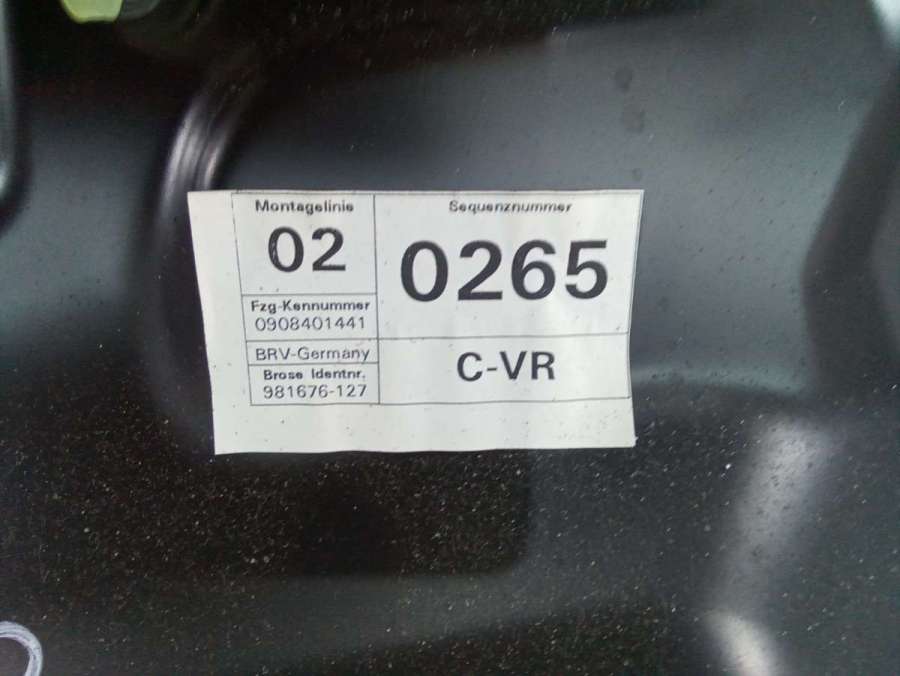 Montagelinie
02
Sequenznummer
0265
Fzg-Kennummer
0908401441
BRV-Germany
Brose Identnr.
981676-127
C-VR